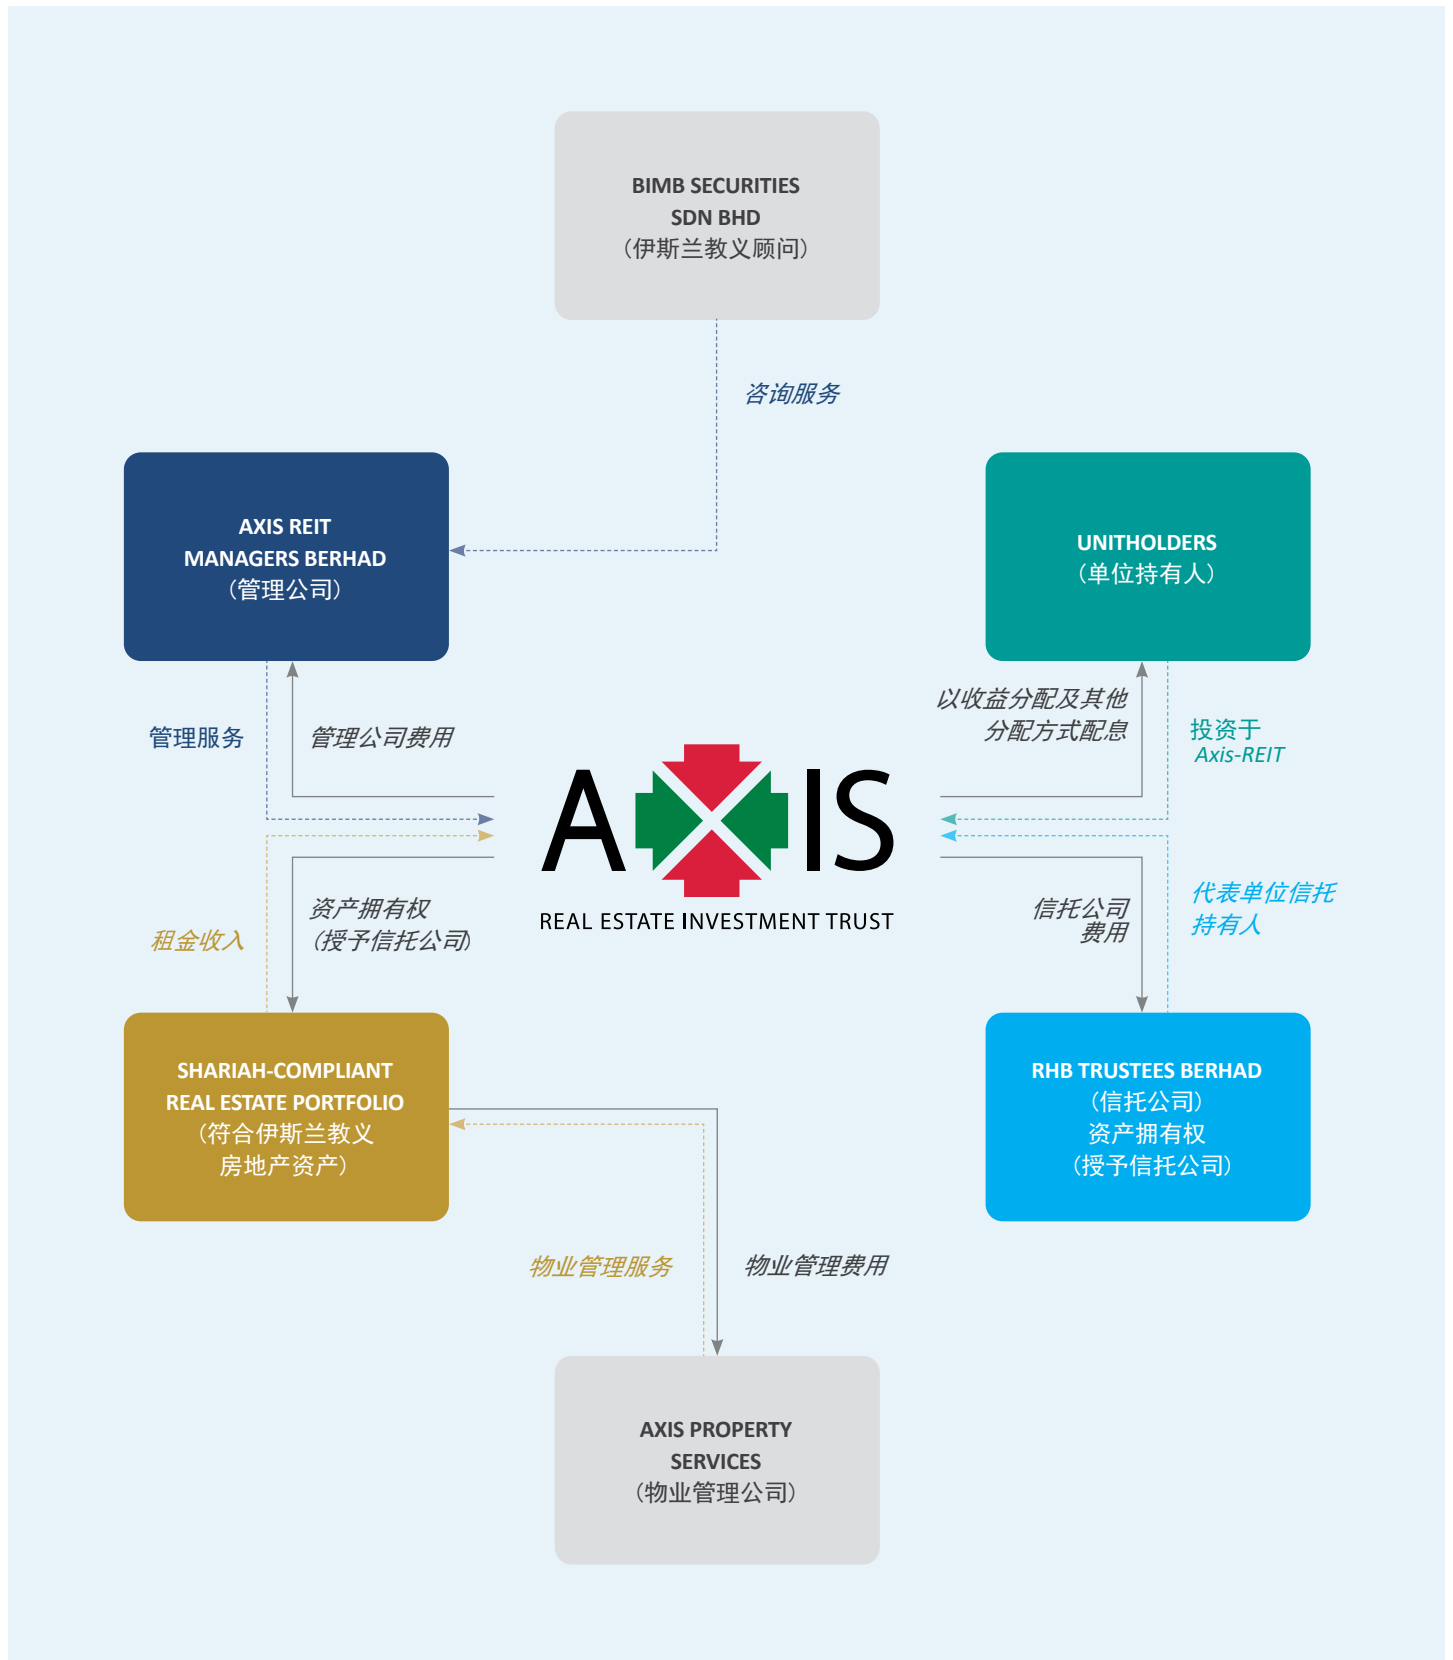 BIMB SECURITIES
SDN BHD
（伊斯兰教义顾问）
咨询服务
AXIS REIT
MANAGERS BERHAD
（管理公司）
UNITHOLDERS
（单位持有人）
管理服务
管理公司费用
以收益分配及其他
分配方式配息
投资于
Axis-REIT
AXIS
REAL ESTATE INVESTMENT TRUST
租金收入
资产拥有权
（授予信托公司）
信托公司
费用
代表单位信托
持有人
SHARIAH-COMPLIANT
REAL ESTATE PORTFOLIO
（符合伊斯兰教义
房地产资产）
RHB TRUSTEES BERHAD
（信托公司）
资产拥有权
（授予信托公司）
物业管理服务
物业管理费用
AXIS PROPERTY
SERVICES
（物业管理公司）